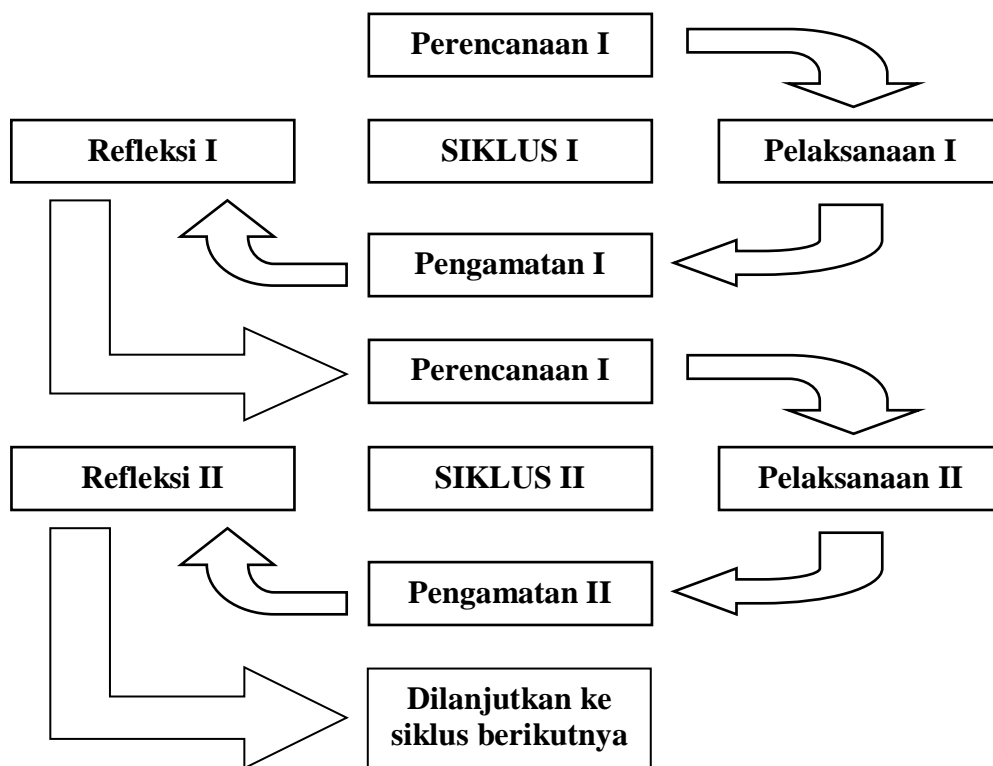 Perencanaan I
Refleksi I
SIKLUS I
Pelaksanaan I
Pengamatan I
Perencanaan I
Refleksi II
SIKLUS II
Pelaksanaan II
Pengamatan II
Dilanjutkan ke
siklus berikutnya